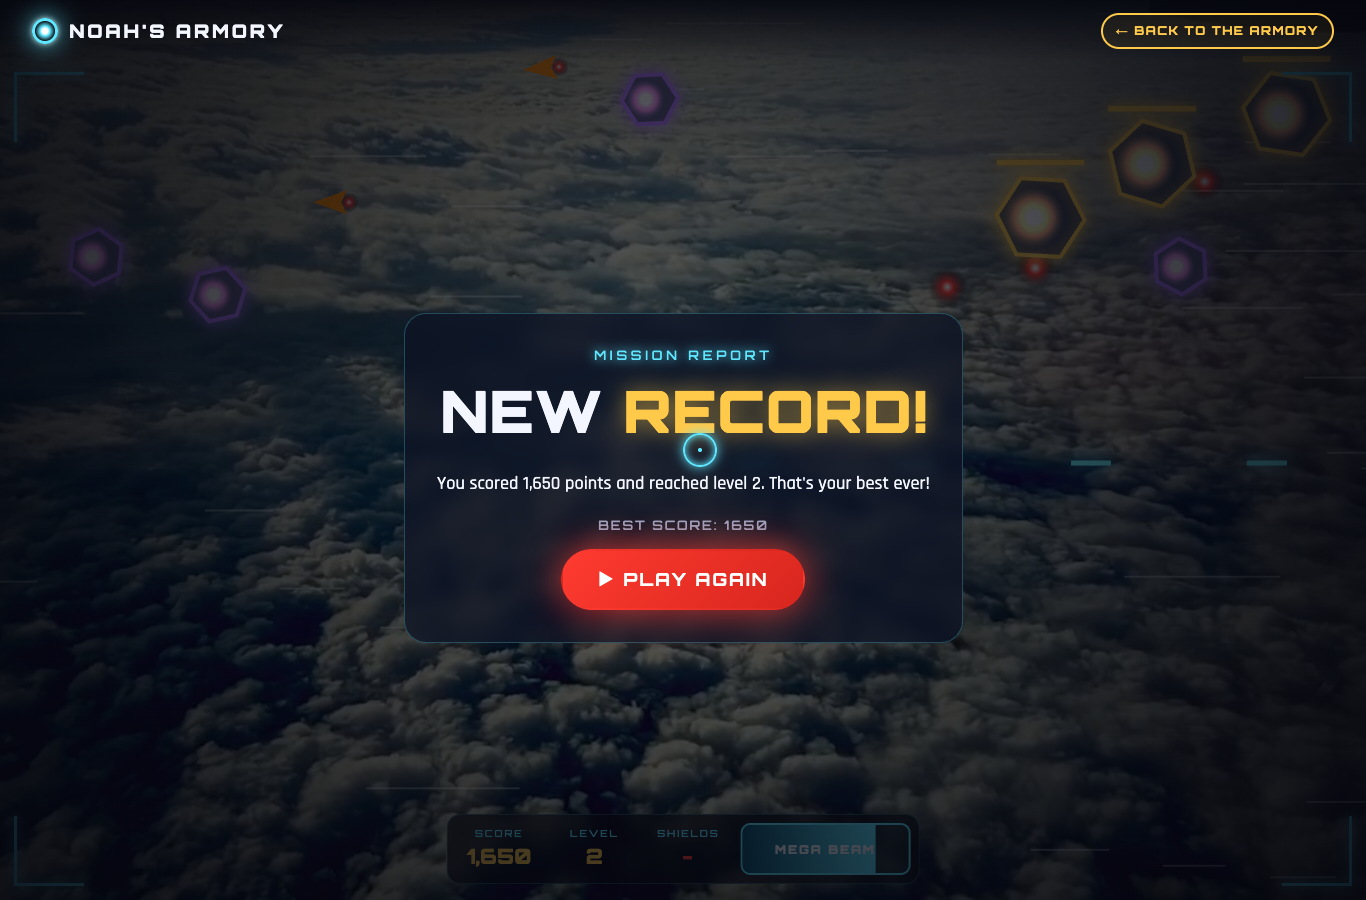 NOAH'S ARMORY
← BACK TO THE ARMORY
MISSION REPORT
NEW RECORD!
You scored 1,650 points and reached level 2. That's your best ever!
BEST SCORE: 1650
▶ PLAY AGAIN
SCORE
LEVEL
SHIELDS
1,650
2
-
MEGA BEAM